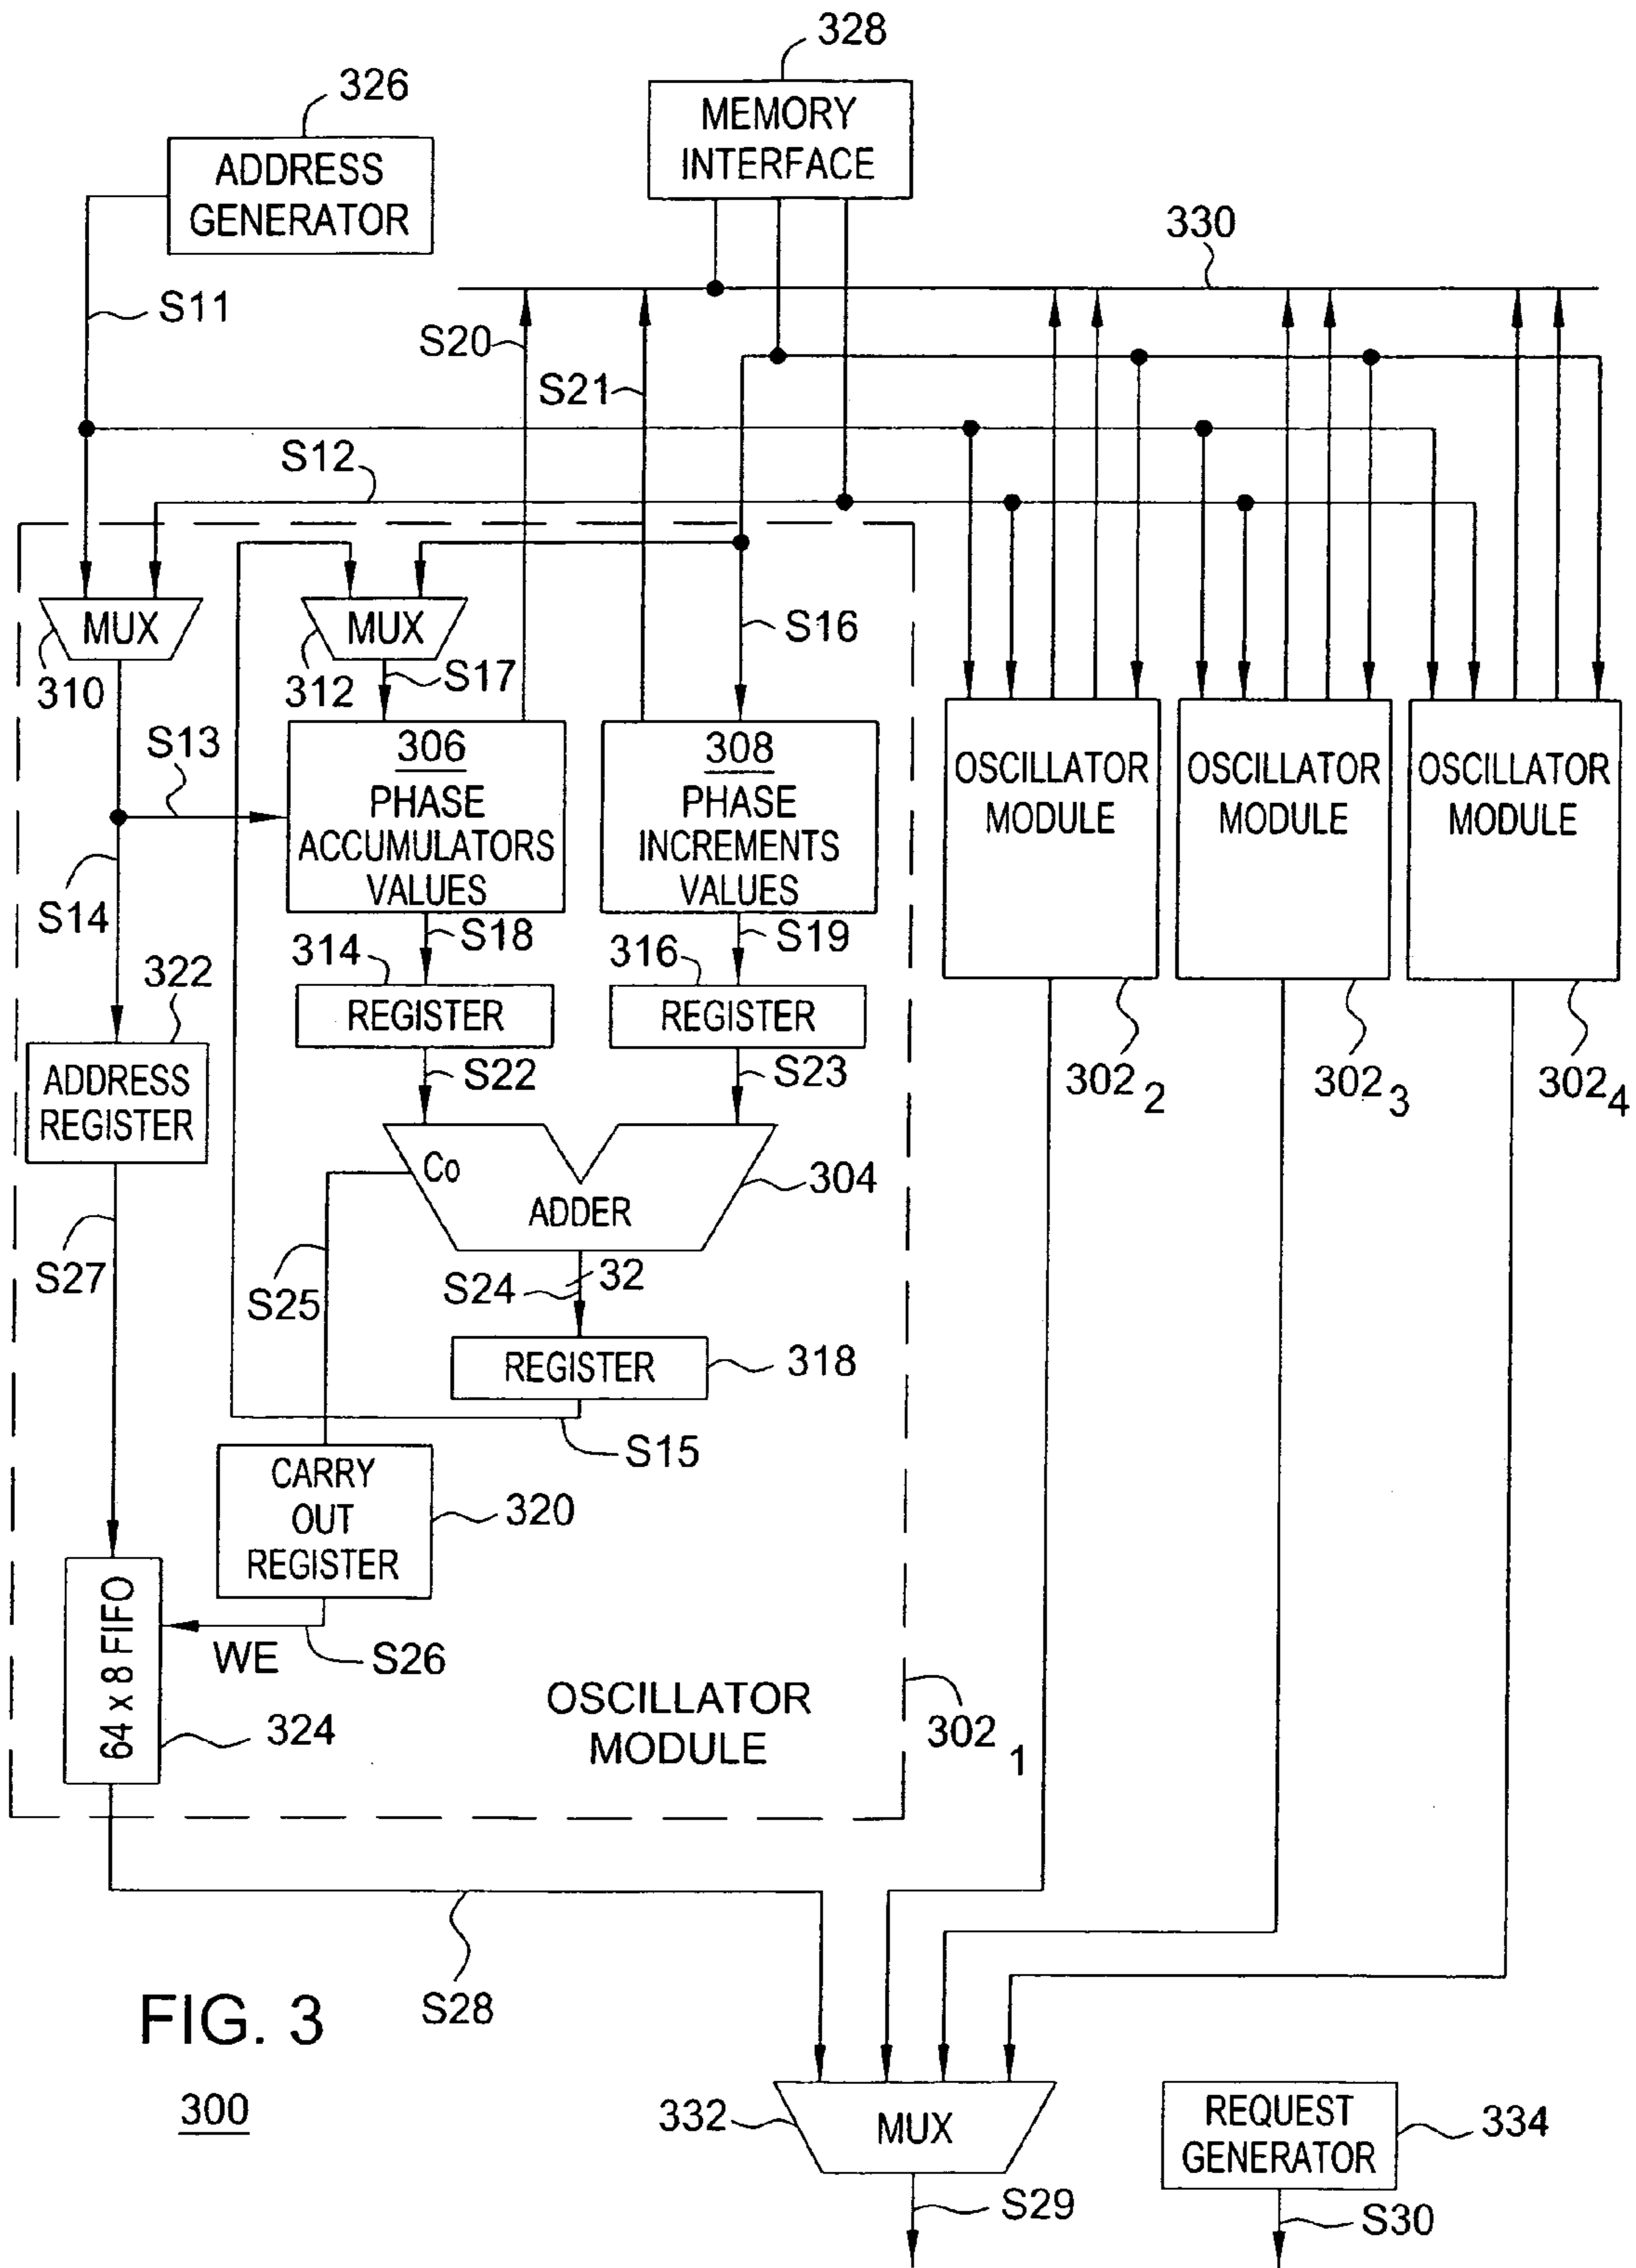 328
326
MEMORY
INTERFACE
ADDRESS
GENERATOR
330
S11
S20
S21
S12
MUX
MUX
S16
310
312
S17
S13
306
PHASE
ACCUMULATORS
VALUES
308
PHASE
INCREMENTS
VALUES
OSCILLATOR
MODULE
OSCILLATOR
MODULE
OSCILLATOR
MODULE
S14
S18
S19
314
316
322
REGISTER
REGISTER
ADDRESS
REGISTER
S22
S23
302 2
302 3
302 4
Co
ADDER
304
S27
S25
S24
32
REGISTER
318
S15
CARRY
OUT
REGISTER
320
64 x 8 FIFO
WE
S26
324
OSCILLATOR
MODULE
302 1
S28
FIG. 3
300
332
MUX
REQUEST
GENERATOR
334
S29
S30